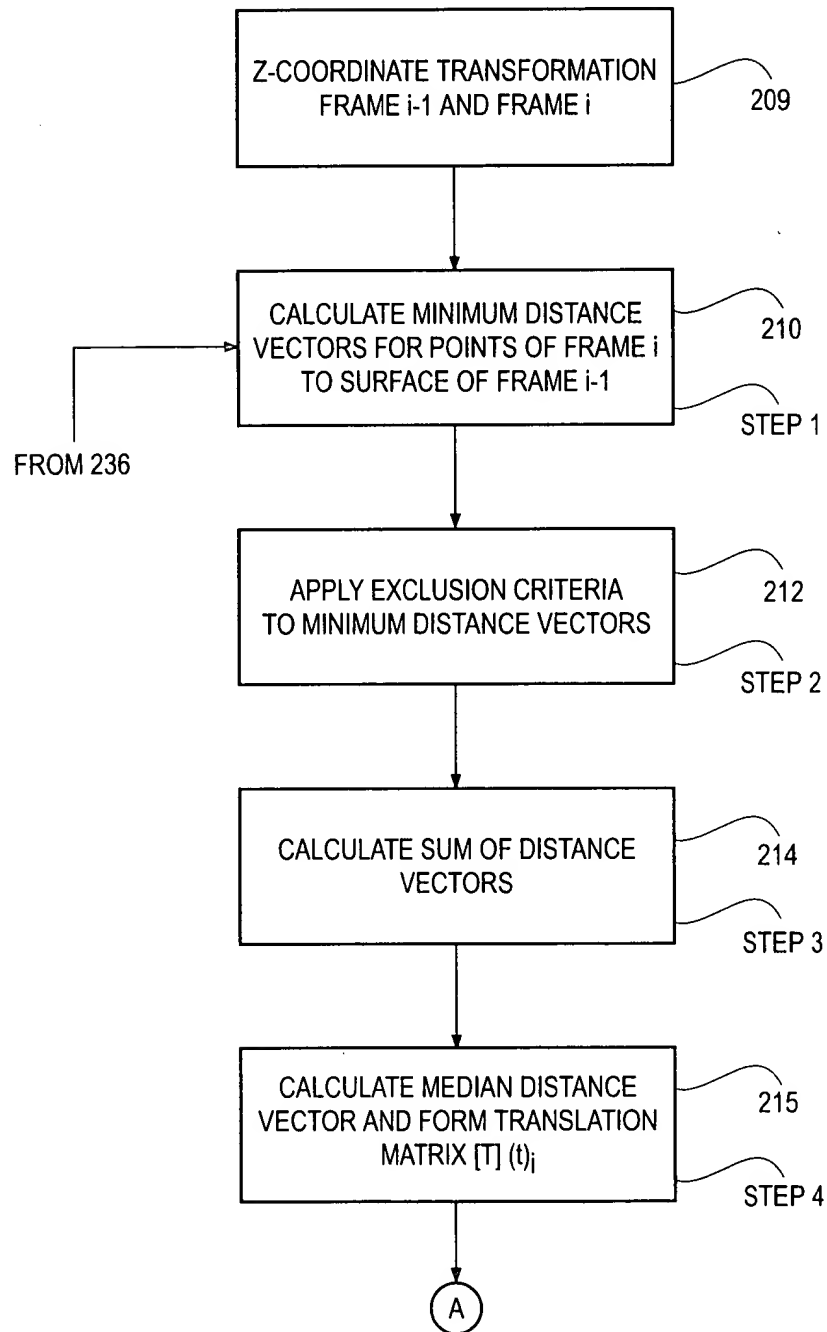 Z-COORDINATE TRANSFORMATION
FRAME i-1 AND FRAME i
209
CALCULATE MINIMUM DISTANCE
VECTORS FOR POINTS OF FRAME i
TO SURFACE OF FRAME i-1
210
STEP 1
FROM 236
APPLY EXCLUSION CRITERIA
TO MINIMUM DISTANCE VECTORS
212
STEP 2
CALCULATE SUM OF DISTANCE
VECTORS
214
STEP 3
CALCULATE MEDIAN DISTANCE
VECTOR AND FORM TRANSLATION
MATRIX [T] (t)i
215
STEP 4
A